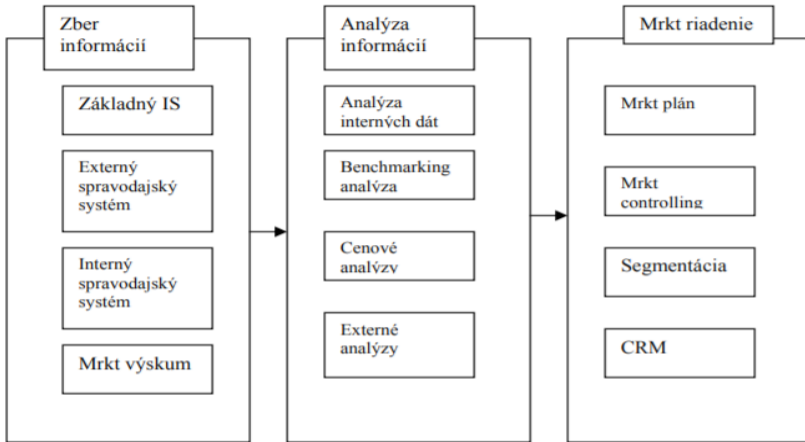 Zber
informácií
Základný IS
Externý
spravodajský
systém
Interný
spravodajský
systém
Mrkt výskum
Analýza
informácií
Analýza
interných dát
Benchmarking
analýza
Cenové
analýzy
Externé
analýzy
Mrkt riadenie
Mrkt plán
Mrkt
controlling
Segmentácia
CRM